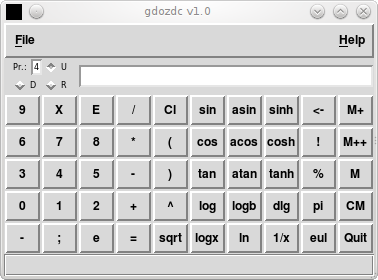 gdozdc v1.0
File Help
Pr.: 4 U
D R
9 X E / Cl sin asin sinh <- M+
6 7 8 * ( cos acos cosh ! M++
3 4 5 - ) tan atan tanh % M
0 1 2 + ^ log logb dlg pi CM
- ; e = sqrt logx ln 1/x eul Quit